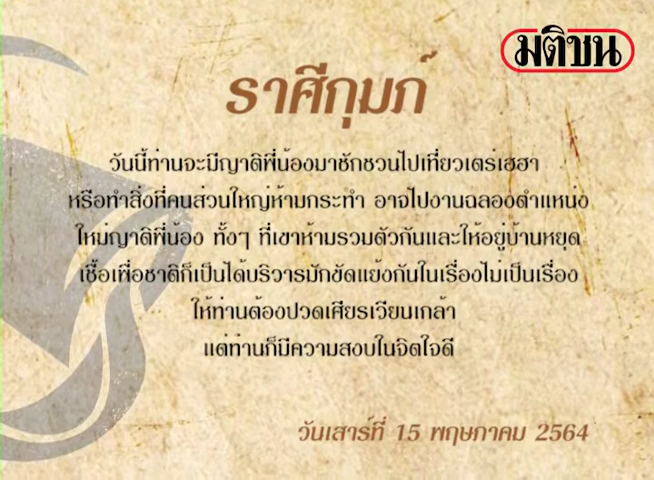 มติชน
ราศีกุมภ์
วันนี้ท่านจะมีญาติพี่น้องมาชักชวนไปเที่ยวเตร่เฮฮา
หรือทำสิ่งที่คนส่วนใหญ่ห้ามกระทำ อาจไปงานฉลองตำแหน่ง
ใหม่ญาติพี่น้อง ทั้งๆ ที่เขาห้ามรวมตัวกันและให้อยู่บ้านหยุด
เชื้อเพื่อชาติก็เป็นได้บริวารมักขัดแย้งกันในเรื่องไม่เป็นเรื่อง
ให้ท่านต้องปวดเศียรเวียนเกล้า
แต่ท่านก็มีความสอบในจิตใจดี
วันเสาร์ที่ 15 พฤษภาคม 2564